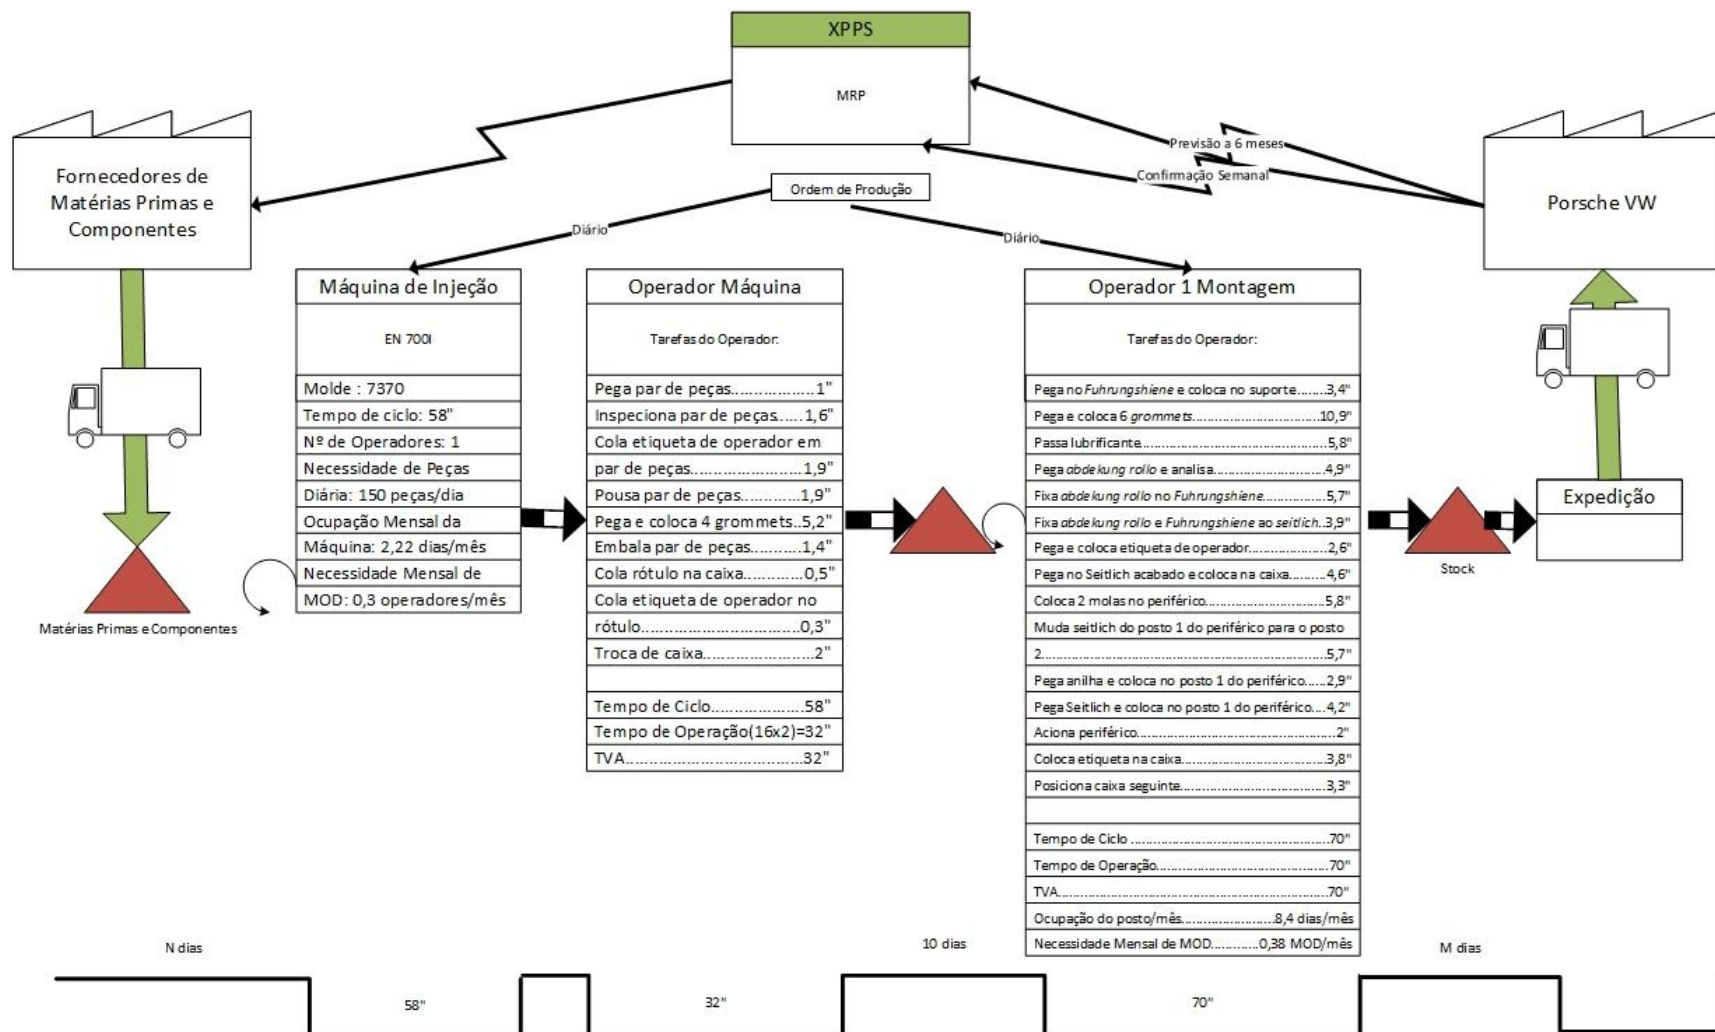 XPPS
MRP
Fornecedores de
Matérias Primas e
Componentes
Previsão a 6 meses
Confirmação Semanal
Porsche VW
Ordem de Produção
Diário
Diário
Máquina de Injeção
EN 700I
Molde : 7370
Tempo de ciclo: 58"
Nº de Operadores: 1
Necessidade de Peças
Diária: 150 peças/dia
Ocupação Mensal da
Máquina: 2,22 dias/mês
Necessidade Mensal de
MOD: 0,3 operadores/mês
Operador Máquina
Tarefas do Operador:
Pega par de peças..............1"
Inspeciona par de peças.....1,6"
Cola etiqueta de operador em
par de peças......................1,9"
Pousa par de peças...........1,9"
Pega e coloca 4 grommets..5,2"
Embala par de peças.........1,4"
Cola rótulo na caixa..........0,5"
Cola etiqueta de operador no
rótulo...........................0,3"
Troca de caixa...................2"
Tempo de Ciclo....................58"
Tempo de Operação(16x2)=32"
TVA.....................................32"
Operador 1 Montagem
Tarefas do Operador:
Pega no Fuhrungshiene e coloca no suporte.......3,4"
Pega e coloca 6 grommets...............................10,9"
Passa lubrificante.............................................5,8"
Pega abdekung rollo e analisa...........................4,9"
Fixa abdekung rollo no Fuhrungshiene................5,7"
Fixa abdekung rollo e Fuhrungshiene ao seitlich.3,9"
Pega e coloca etiqueta de operador...................2,6"
Pega no Seitlich acabado e coloca na caixa.........4,6"
Coloca 2 molas no periférico.............................5,8"
Muda seitlich do posto 1 do periférico para o posto
2.....................................................................5,7"
Pega anilha e coloca no posto 1 do periférico.....2,9"
Pega Seitlich e coloca no posto 1 do periférico....4,2"
Aciona periférico................................................2"
Coloca etiqueta na caixa...................................3,8"
Posiciona caixa seguinte...................................3,3"
Tempo de Ciclo ................................................70"
Tempo de Operação..........................................70"
TVA..................................................................70"
Ocupação do posto/mês.......................8,4 dias/mês
Necessidade Mensal de MOD............0,38 MOD/mês
Expedição
Stock
Matérias Primas e Componentes
N dias
10 dias
M dias
58"
32"
70"